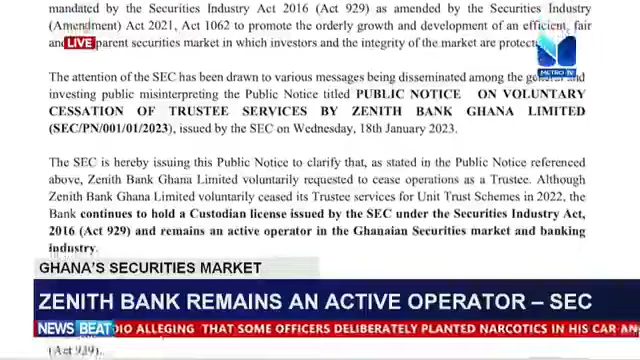 mandated by the Securities Industry Act 2016 (Act 929) as amended by the Securities Industry
(Amendment) Act 2021, Act 1062 to promote the orderly growth and development of an efficient, fair
and parent securities market in which investors and the integrity of the market are protec
LIVE
METRO TV
The attention of the SEC has been drawn to various messages being disseminated among the general and
investing public misinterpreting the Public Notice titled PUBLIC NOTICE ON VOLUNTARY
CESSATION OF TRUSTEE SERVICES BY ZENITH BANK GHANA LIMITED
(SEC/PN/001/01/2023), issued by the SEC on Wednesday, 18th January 2023.
The SEC is hereby issuing this Public Notice to clarify that, as stated in the Public Notice referenced
above, Zenith Bank Ghana Limited voluntarily requested to cease operations as a Trustee. Although
Zenith Bank Ghana Limited voluntarily ceased its Trustee services for Unit Trust Schemes in 2022, the
Bank continues to hold a Custodian license issued by the SEC under the Securities Industry Act,
2016 (Act 929) and remains an active operator in the Ghanaian Securities market and banking
industry.
GHANA'S SECURITIES MARKET
ZENITH BANK REMAINS AN ACTIVE OPERATOR – SEC
NEWS BEAT DIO ALLEGING THAT SOME OFFICERS DELIBERATELY PLANTED NARCOTICS IN HIS CAR AN
(Act 929).